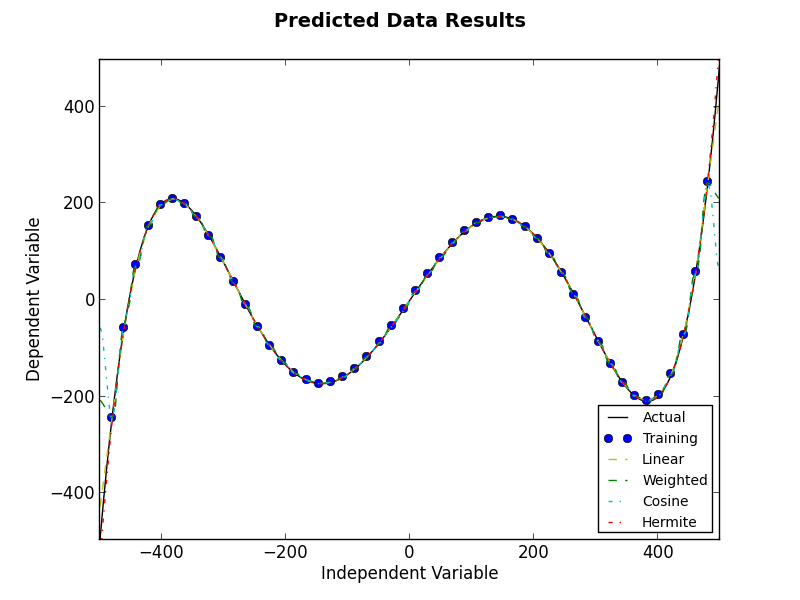 Predicted Data Results
400
200
0
−200
−400
Dependent Variable
Actual
Training
Linear
Weighted
Cosine
Hermite
−400 −200 0 200 400
Independent Variable